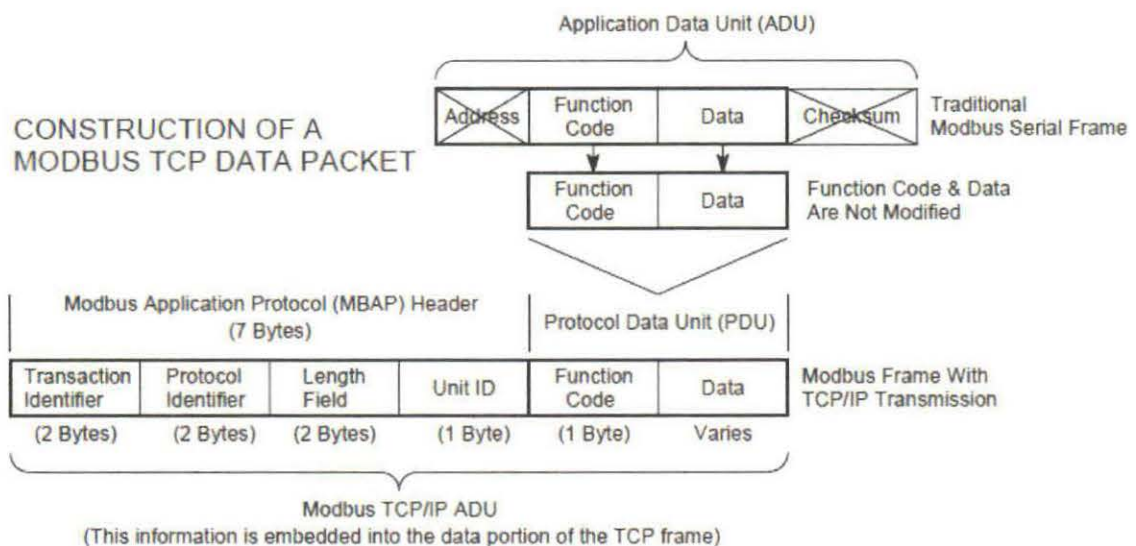 Application Data Unit (ADU)
CONSTRUCTION OF A
MODBUS TCP DATA PACKET
Address
Function
Code
Data
Checksum
Traditional
Modbus Serial Frame
Function
Code
Data
Function Code & Data
Are Not Modified
Modbus Application Protocol (MBAP) Header
(7 Bytes)
Protocol Data Unit (PDU)
Transaction
Identifier
Protocol
Identifier
Length
Field
Unit ID
Function
Code
Data
Modbus Frame With
TCP/IP Transmission
(2 Bytes)
(2 Bytes)
(2 Bytes)
(1 Byte)
(1 Byte)
Varies
Modbus TCP/IP ADU
(This information is embedded into the data portion of the TCP frame)